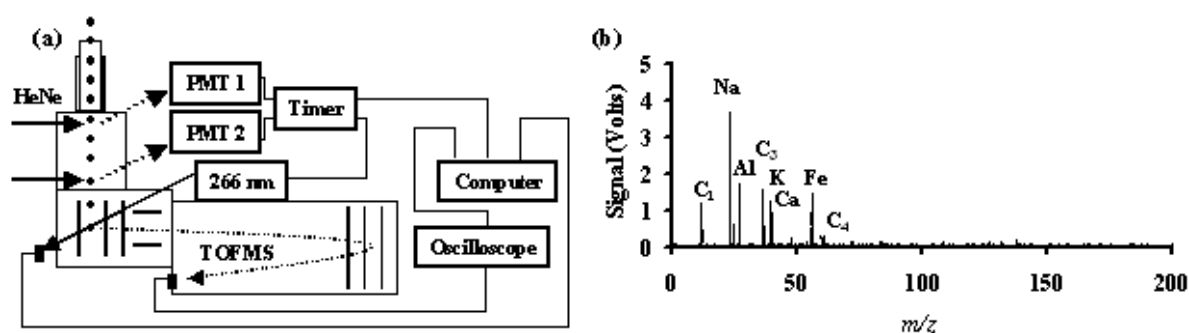 (a)
HeNe
PMT 1
PMT 2
Timer
266 nm
Computer
Oscilloscope
TOFMS
(b)
Signal (Volts)
5
4
3
2
1
0
0
Na
C3
Al
K
Fe
C1
Ca
C4
0
50
100
150
200
m/z